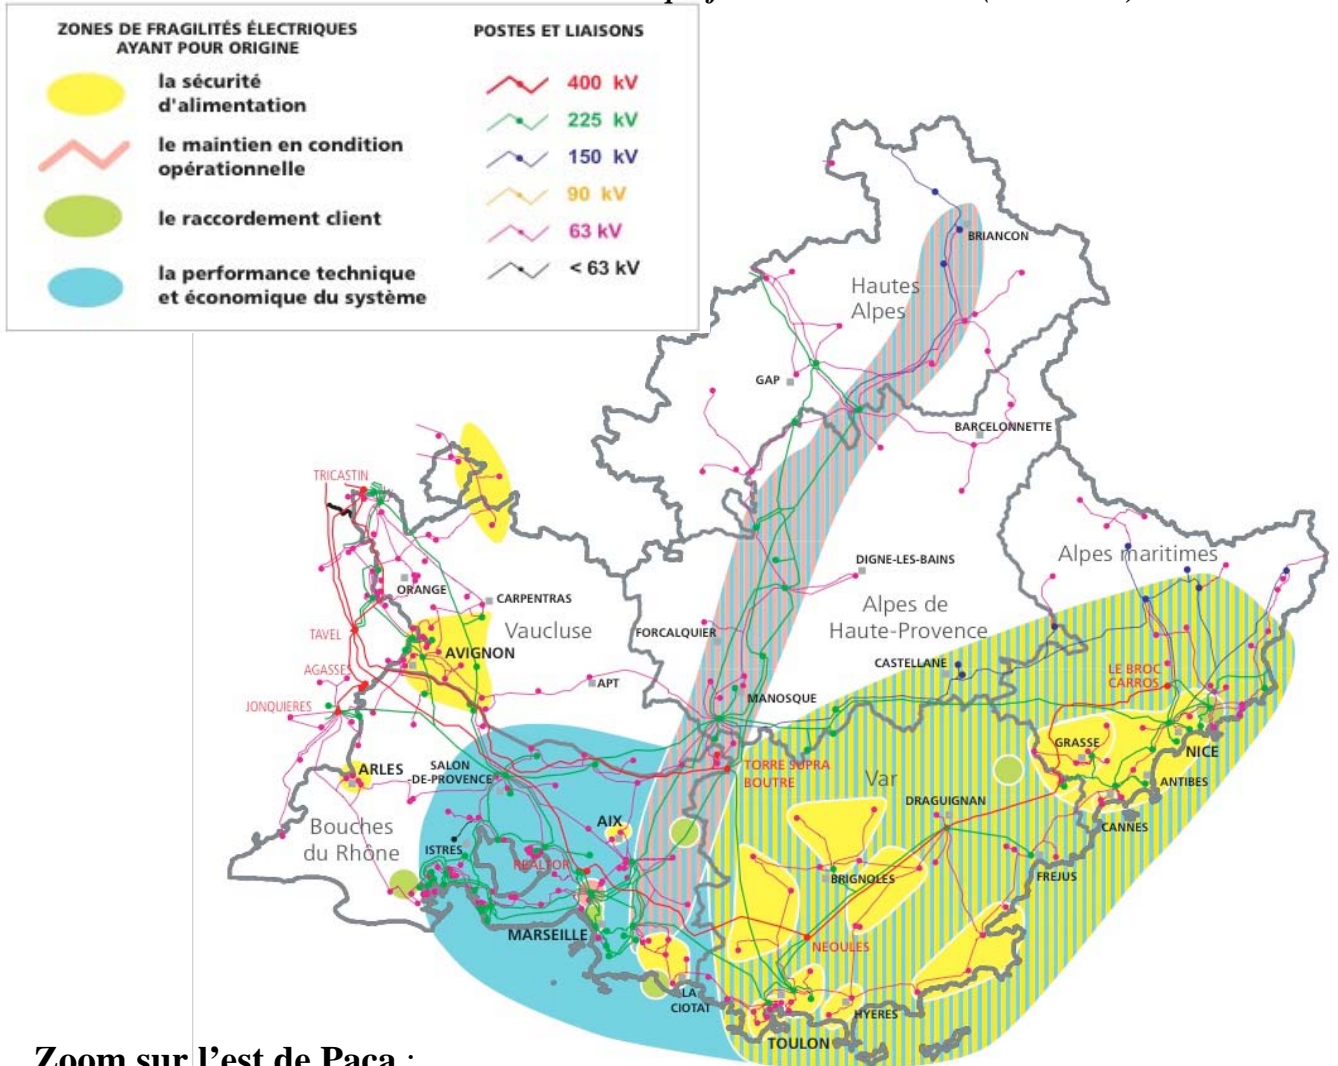 ZONES DE FRAGILITÉS ÉLECTRIQUES
AYANT POUR ORIGINE
la sécurité
d'alimentation
le maintien en condition
opérationnelle
le raccordement client
la performance technique
et économique du système
POSTES ET LIAISONS
400 kV
225 kV
150 kV
90 kV
63 kV
< 63 kV
BRIANCON
Hautes
Alpes
GAP
BARCELONNETTE
TRICASTIN
DIGNE-LES-BAINS
Alpes maritimes
ORANGE
CARPENTRAS
Alpes de
Haute-Provence
TAVEL
Vaucluse
FORCALQUIER
AVIGNON
AGASSES
CASTELLANE
LE BROC
CARROS
APT
MANOSQUE
JONQUIERES
GRASSE
NICE
ARLES
SALON
-DE-PROVENCE
TORRE SUPRA
BOUTRE
Var
ANTIBES
DRAGUIGNAN
Bouches
du Rhône
AIX
CANNES
ISTRES
REALTOR
BRIGNOLES
FREJUS
MARSEILLE
NEOULES
LA
CIOTAT
HYERES
TOULON
Zoom sur l'est de Paca :